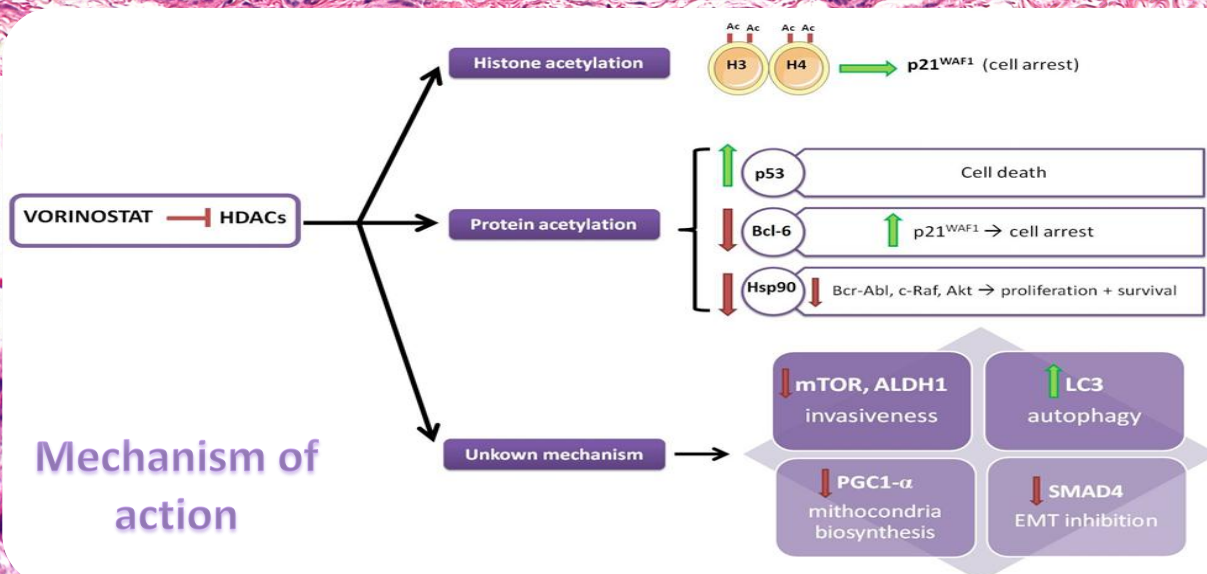 Histone acetylation
Ac Ac Ac Ac
H3 H4
p21WAF1 (cell arrest)
VORINOSTAT HDACs
Protein acetylation
p53 Cell death
Bcl-6 p21WAF1 → cell arrest
Hsp90 Bcr-Abl, c-Raf, Akt → proliferation + survival
Unkown mechanism
mTOR, ALDH1
invasiveness
LC3
autophagy
PGC1-α
mithocondria
biosynthesis
SMAD4
EMT inhibition
Mechanism of
action